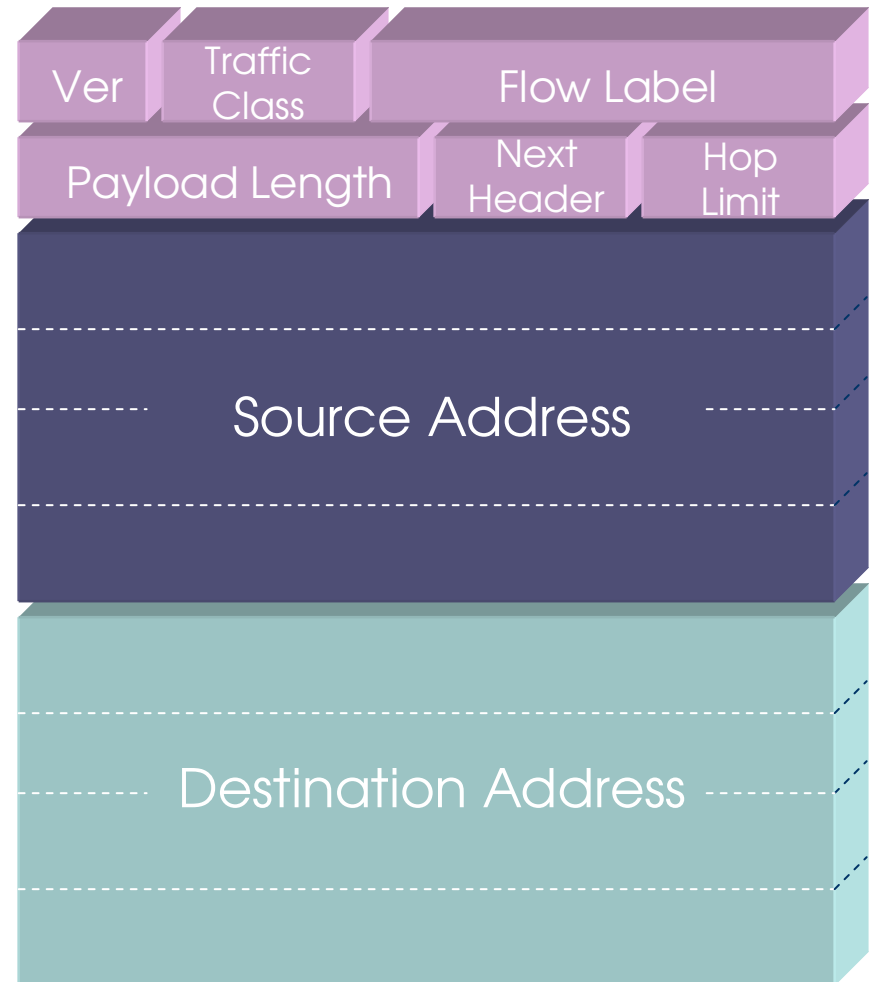 Ver
Traffic
Class
Flow Label
Payload Length
Next
Header
Hop
Limit
Source Address
Destination Address